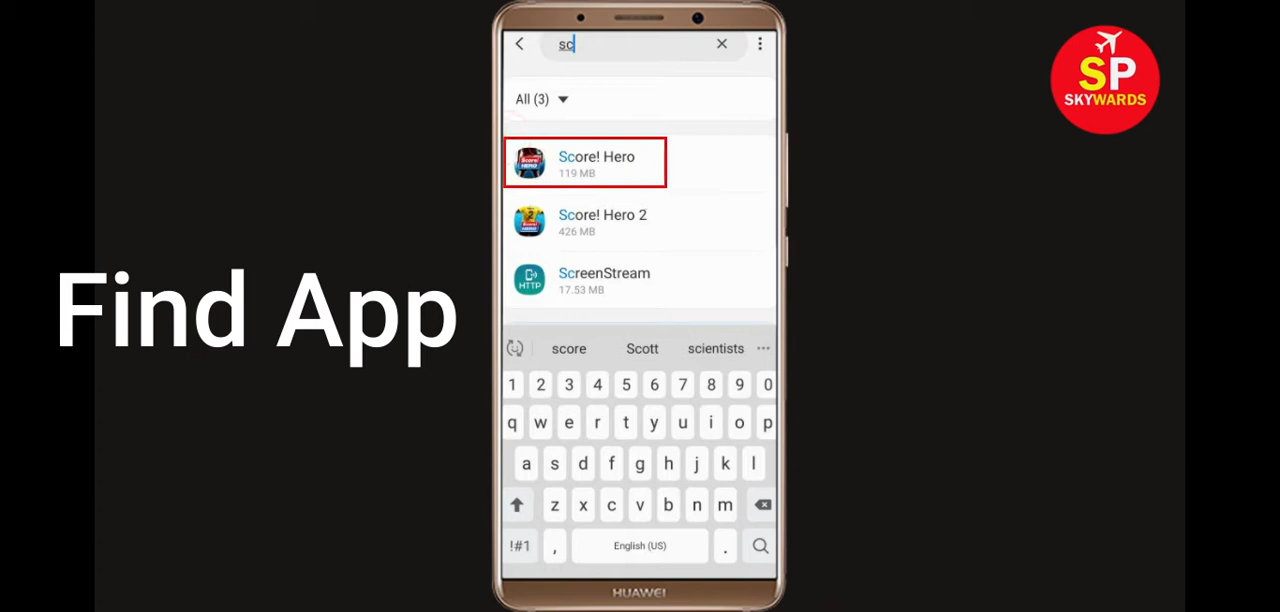 sc
SP
SKYWARDS
All (3)
Score! Hero
119 MB
Score! Hero 2
426 MB
ScreenStream
17.53 MB
HTTP
Find App
score Scott scientists
1 2 3 4 5 6 7 8 9 0
q w e r t y u i o p
a s d f g h j k l
z x c v b n m
!#1 , English (US) .
HUAWEI